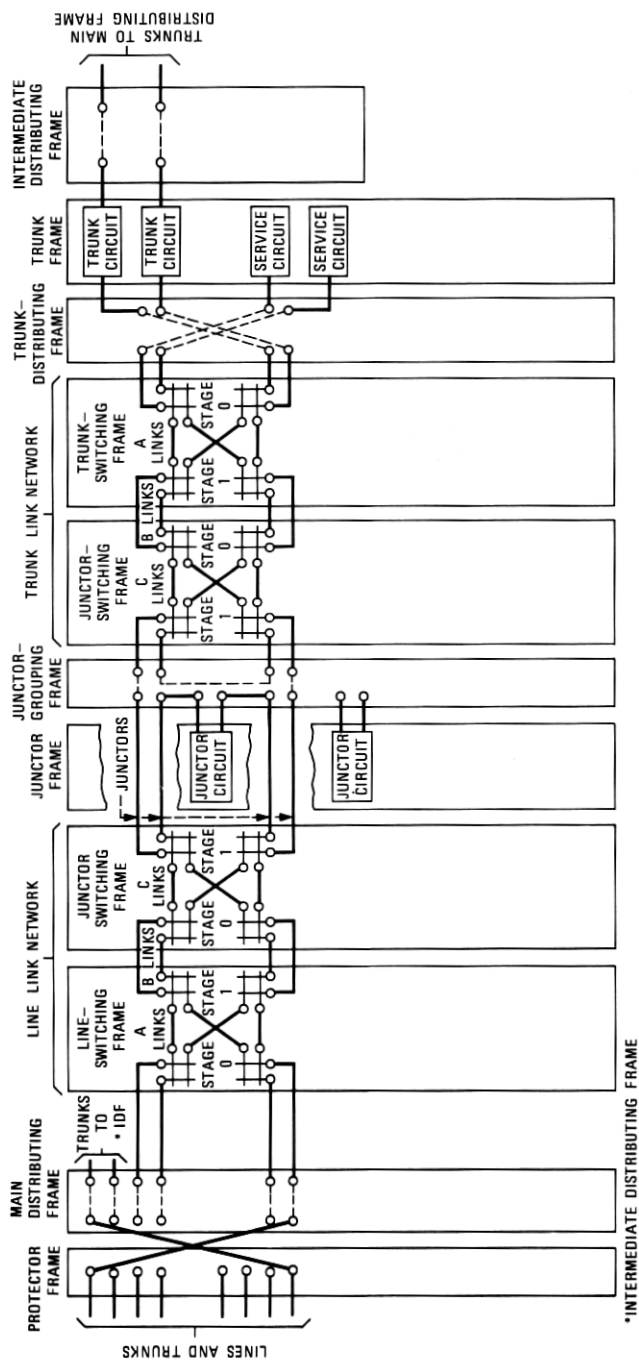 LINES AND TRUNKS
PROTECTOR
FRAME
MAIN
DISTRIBUTING
FRAME
TRUNKS
TO
* IDF
LINE LINK NETWORK
LINE-
SWITCHING
FRAME
A
LINKS
STAGE
0
STAGE
1
B LINKS
JUNCTOR
SWITCHING
FRAME
C
LINKS
STAGE
0
STAGE
1
JUNCTORS
JUNCTOR FRAME
JUNCTOR
CIRCUIT
JUNCTOR
CIRCUIT
JUNCTOR-
GROUPING
FRAME
TRUNK LINK NETWORK
JUNCTOR-
SWITCHING
FRAME
C
LINKS
STAGE
1
STAGE
0
B LINKS
TRUNK-
SWITCHING
FRAME
A
LINKS
STAGE
1
STAGE
0
TRUNK-
DISTRIBUTING
FRAME
TRUNK
FRAME
TRUNK
CIRCUIT
TRUNK
CIRCUIT
SERVICE
CIRCUIT
SERVICE
CIRCUIT
INTERMEDIATE
DISTRIBUTING
FRAME
TRUNKS TO MAIN
DISTRIBUTING FRAME
*INTERMEDIATE DISTRIBUTING FRAME